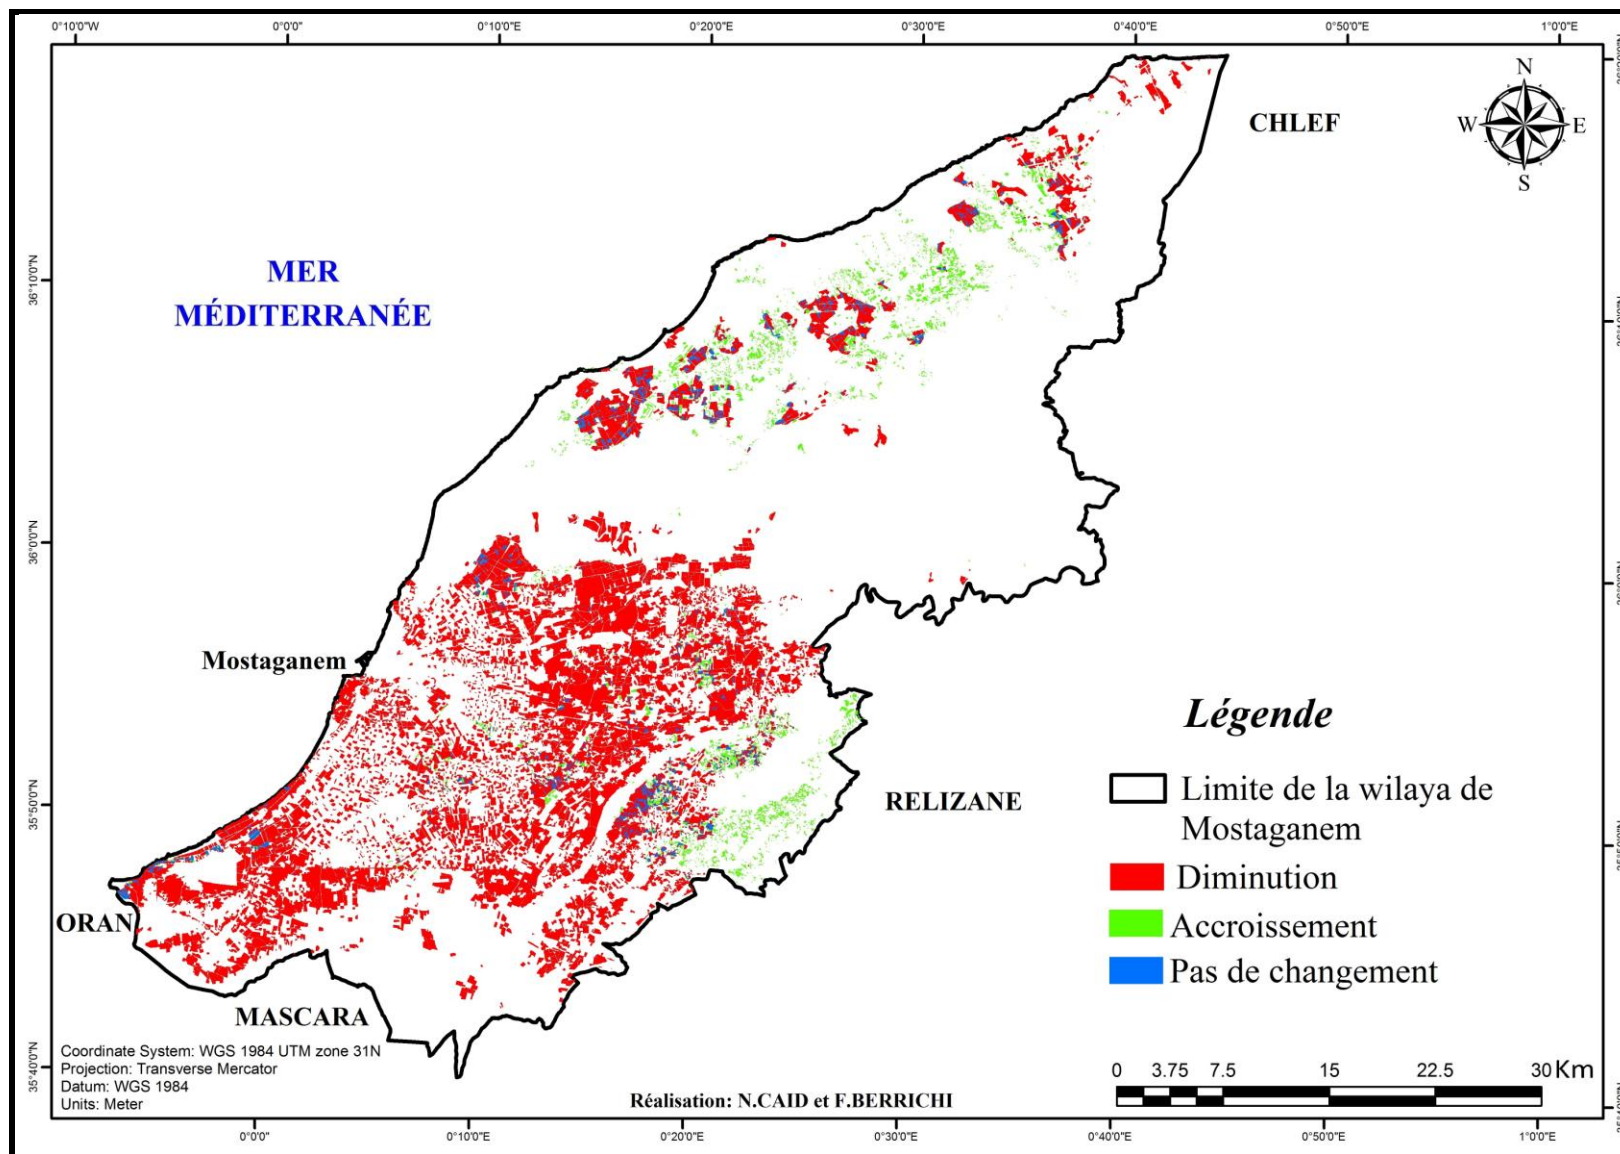 0°10'0"W 0°0'0" 0°10'0"E 0°20'0"E 0°30'0"E 0°40'0"E 0°50'0"E 1°0'0"E
N
W E
S
CHLEF
MER
MÉDITERRANÉE
36°10'0"N
36°0'0"N
Mostaganem
Légende
Limite de la wilaya de
Mostaganem
RELIZANE
35°50'0"N
Diminution
ORAN
Accroissement
Pas de changement
MASCARA
35°40'0"N
Coordinate System: WGS 1984 UTM zone 31N
Projection: Transverse Mercator
Datum: WGS 1984
Units: Meter
0 3.75 7.5 15 22.5 30 Km
Réalisation: N.CAID et F.BERRICHI
0°0'0" 0°10'0"E 0°20'0"E 0°30'0"E 0°40'0"E 0°50'0"E 1°0'0"E